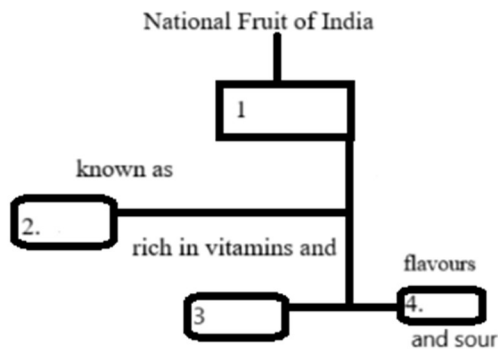 National Fruit of India
1
known as
2.
rich in vitamins and
flavours
3
4.
and sour